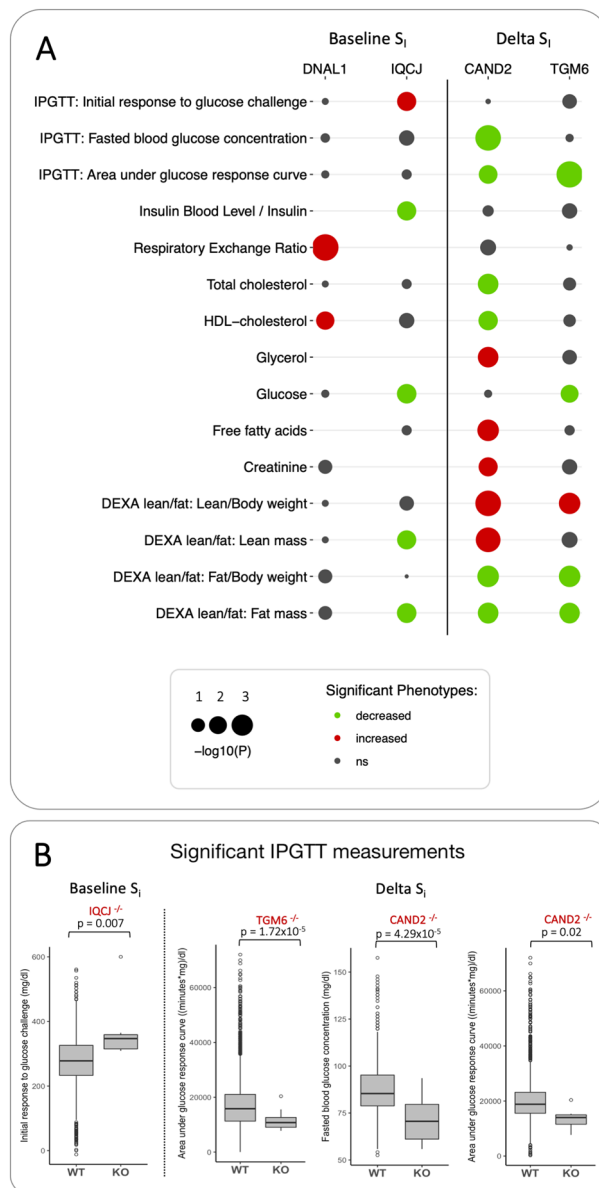 A
Baseline SI Delta SI
DNAL1 IQCJ CAND2 TGM6
IPGTT: Initial response to glucose challenge
IPGTT: Fasted blood glucose concentration
IPGTT: Area under glucose response curve
Insulin Blood Level / Insulin
Respiratory Exchange Ratio
Total cholesterol
HDL−cholesterol
Glycerol
Glucose
Free fatty acids
Creatinine
DEXA lean/fat: Lean/Body weight
DEXA lean/fat: Lean mass
DEXA lean/fat: Fat/Body weight
DEXA lean/fat: Fat mass
1 2 3
−log10(P)
Significant Phenotypes:
decreased
increased
ns
B
Significant IPGTT measurements
Baseline Si
Delta Si
IQCJ -/-
p = 0.007
Initial response to glucose challenge (mg/dl)
600
400
200
0
WT KO
TGM6 -/-
p = 1.72x10-5
Area under glucose response curve ((minutes*mg)/dl)
60000
40000
20000
0
WT KO
CAND2 -/-
p = 4.29x10-5
Fasted blood glucose concentration (mg/dl)
150
125
100
75
50
WT KO
CAND2 -/-
p = 0.02
Area under glucose response curve ((minutes*mg)/dl)
60000
40000
20000
0
WT KO